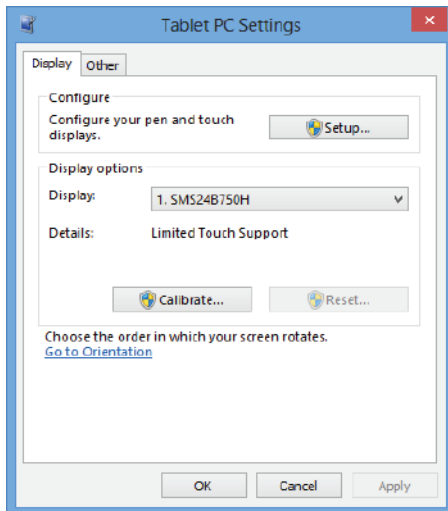 Tablet PC Settings
Display Other
Configure
Configure your pen and touch
displays.
Setup...
Display options
Display: 1. SMS24B750H
Details: Limited Touch Support
Calibrate... Reset...
Choose the order in which your screen rotates.
Go to Orientation
OK Cancel Apply